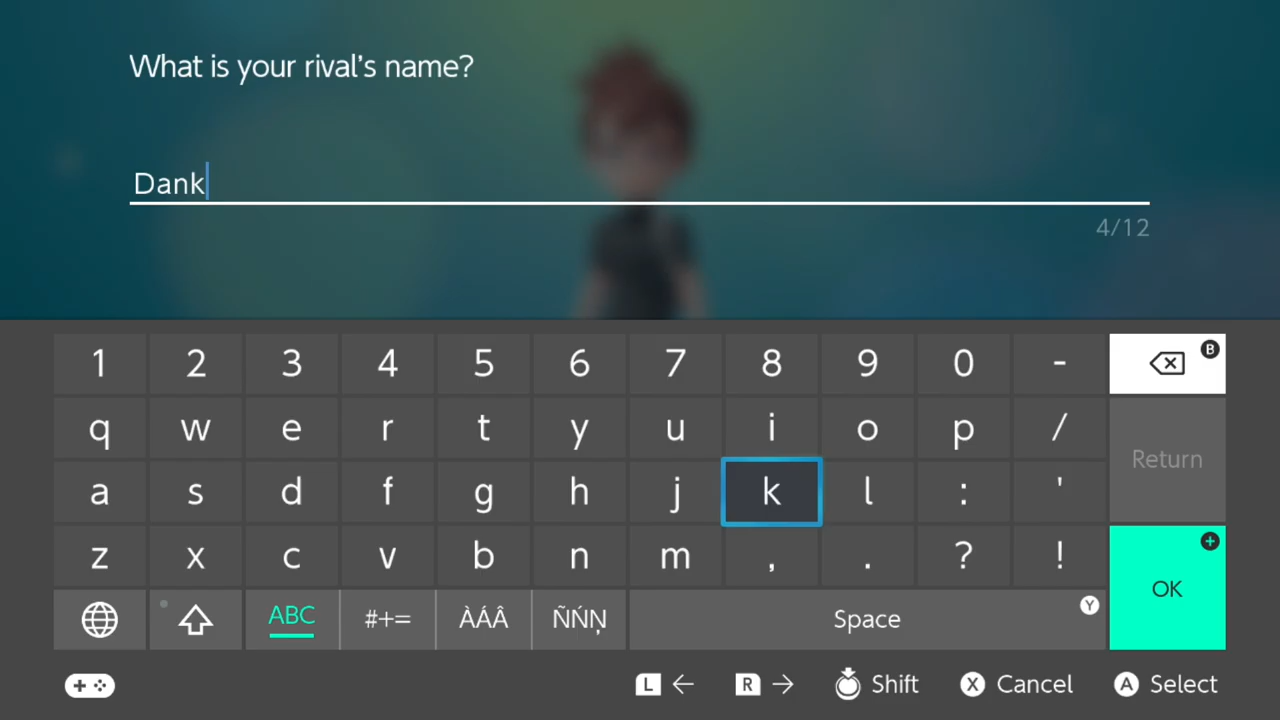 What is your rival's name?
Dank
4/12
1 2 3 4 5 6 7 8 9 0 - B
q w e r t y u i o p / Return
a s d f g h j k l : '
z x c v b n m , . ? ! + OK
ABC #+= ÀÁÂ ÑŃŅ Space Y
L ← R → Shift X Cancel A Select